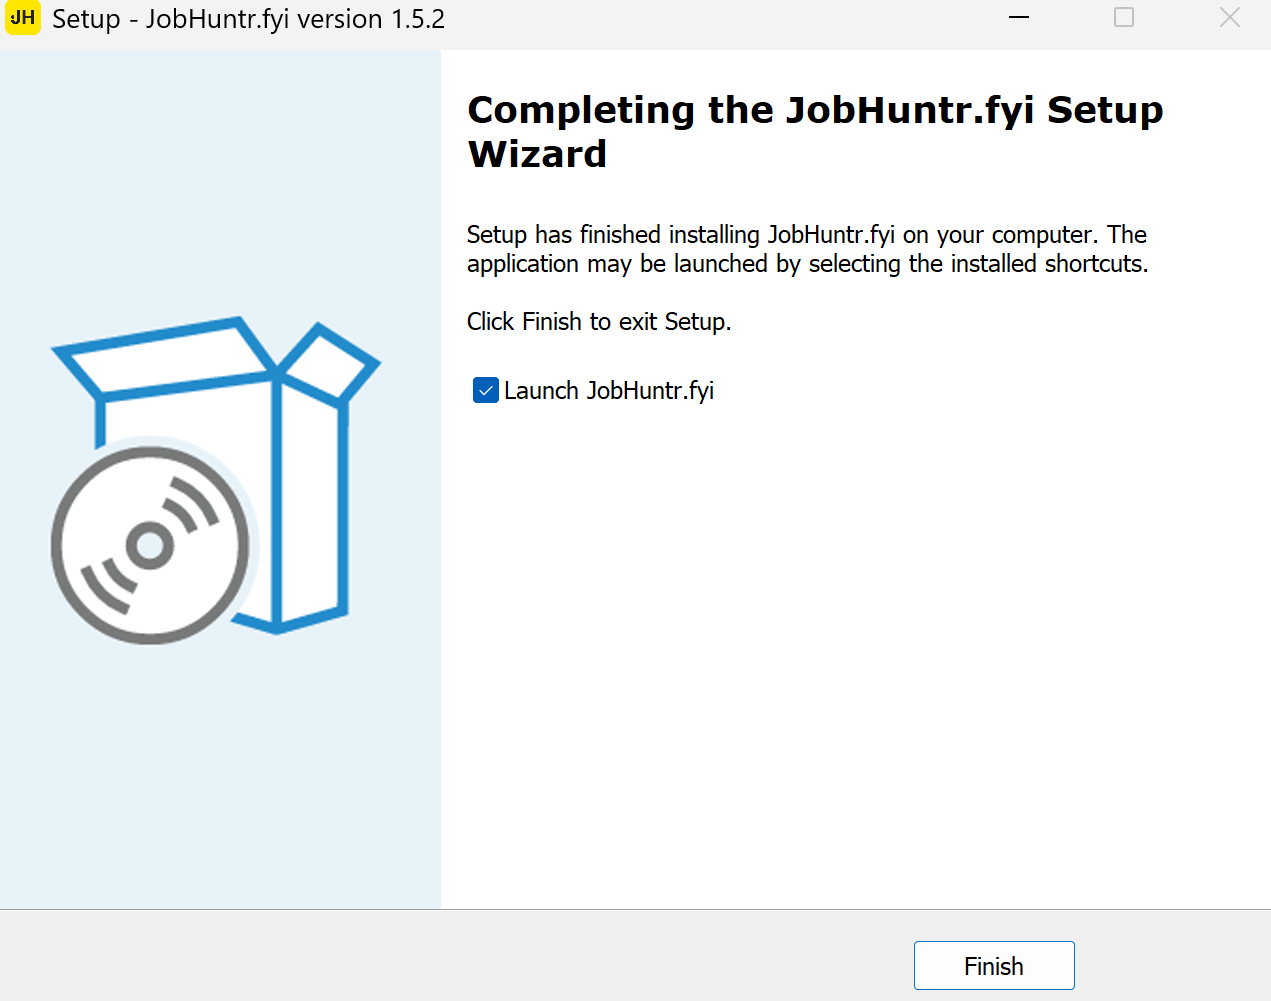 JH Setup - JobHuntr.fyi version 1.5.2
Completing the JobHuntr.fyi Setup
Wizard
Setup has finished installing JobHuntr.fyi on your computer. The
application may be launched by selecting the installed shortcuts.
Click Finish to exit Setup.
Launch JobHuntr.fyi
Finish